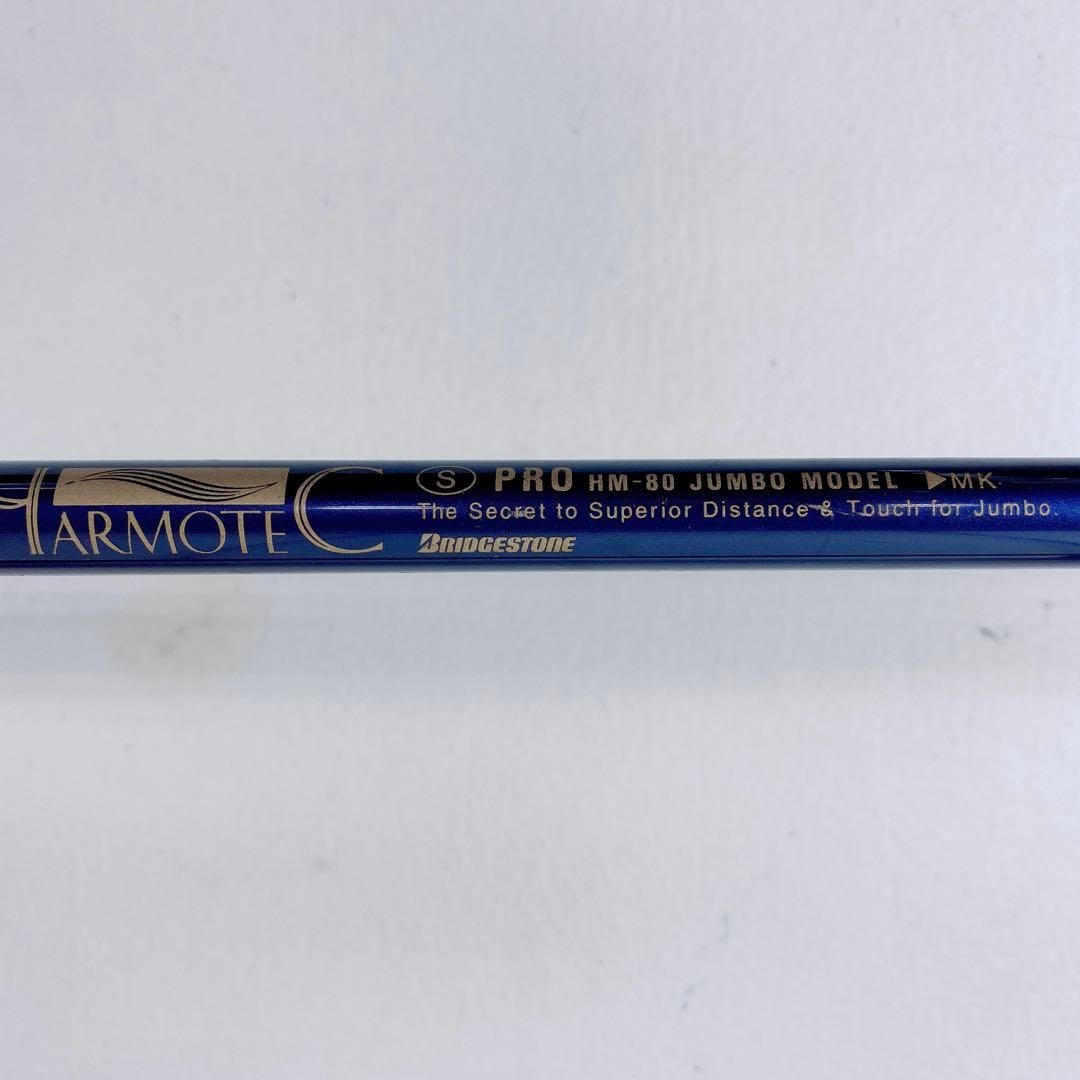 HARMOTEC
S PRO HM-80 JUMBO MODEL ▶MK.
The Secret to Superior Distance & Touch for Jumbo.
BRIDGESTONE